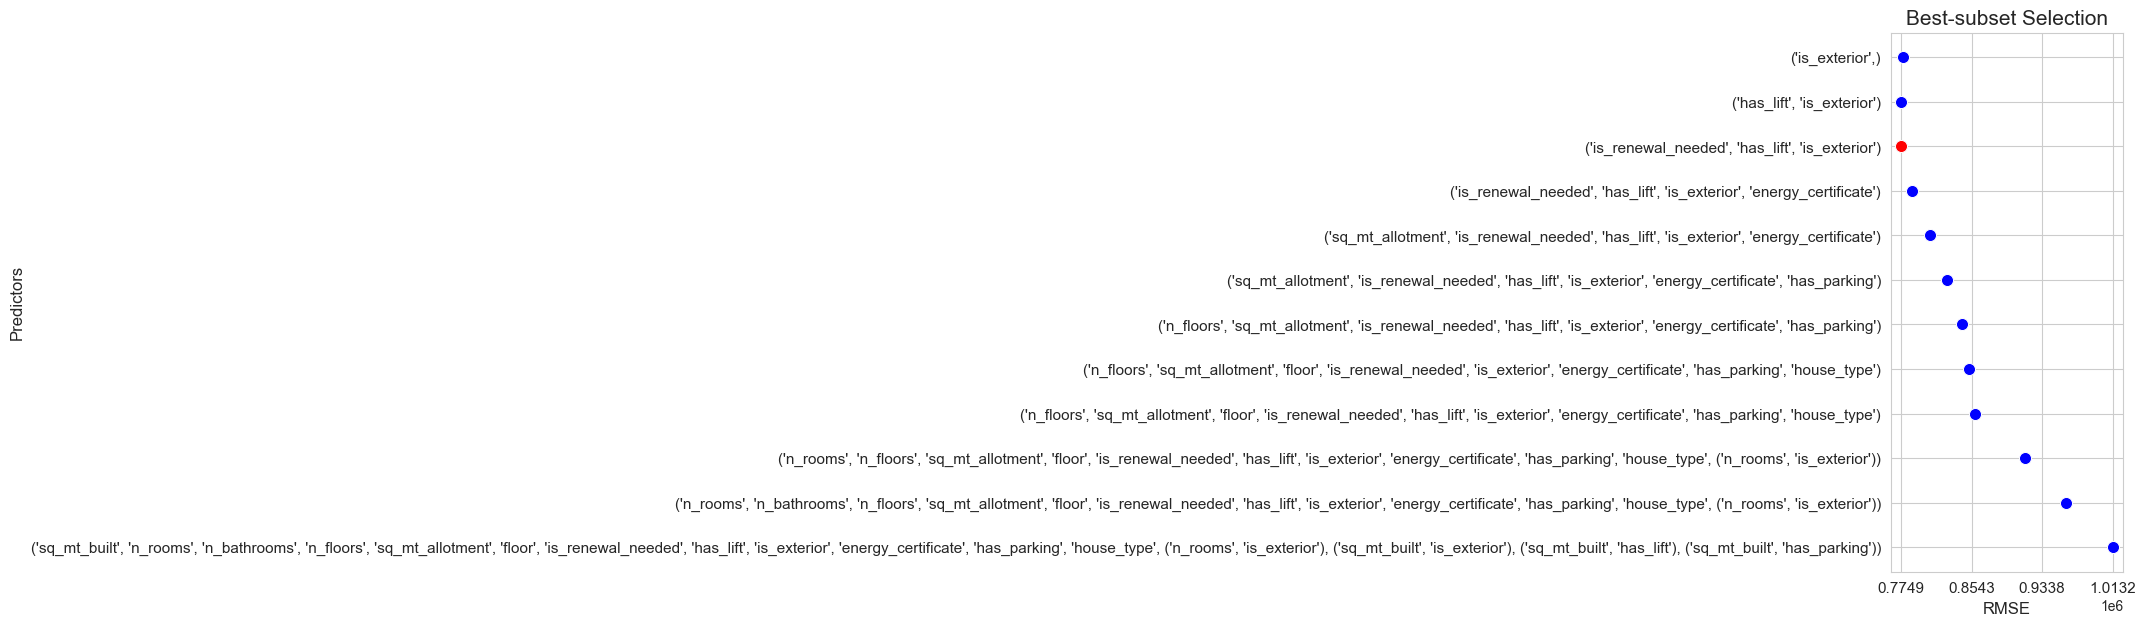 Best-subset Selection
('is_exterior',)
('has_lift', 'is_exterior')
('is_renewal_needed', 'has_lift', 'is_exterior')
('is_renewal_needed', 'has_lift', 'is_exterior', 'energy_certificate')
('sq_mt_allotment', 'is_renewal_needed', 'has_lift', 'is_exterior', 'energy_certificate')
('sq_mt_allotment', 'is_renewal_needed', 'has_lift', 'is_exterior', 'energy_certificate', 'has_parking')
('n_floors', 'sq_mt_allotment', 'is_renewal_needed', 'has_lift', 'is_exterior', 'energy_certificate', 'has_parking')
('n_floors', 'sq_mt_allotment', 'floor', 'is_renewal_needed', 'is_exterior', 'energy_certificate', 'has_parking', 'house_type')
('n_floors', 'sq_mt_allotment', 'floor', 'is_renewal_needed', 'has_lift', 'is_exterior', 'energy_certificate', 'has_parking', 'house_type')
('n_rooms', 'n_floors', 'sq_mt_allotment', 'floor', 'is_renewal_needed', 'has_lift', 'is_exterior', 'energy_certificate', 'has_parking', 'house_type', ('n_rooms', 'is_exterior'))
('n_rooms', 'n_bathrooms', 'n_floors', 'sq_mt_allotment', 'floor', 'is_renewal_needed', 'has_lift', 'is_exterior', 'energy_certificate', 'has_parking', 'house_type', ('n_rooms', 'is_exterior'))
('sq_mt_built', 'n_rooms', 'n_bathrooms', 'n_floors', 'sq_mt_allotment', 'floor', 'is_renewal_needed', 'has_lift', 'is_exterior', 'energy_certificate', 'has_parking', 'house_type', ('n_rooms', 'is_exterior'), ('sq_mt_built', 'is_exterior'), ('sq_mt_built', 'has_lift'), ('sq_mt_built', 'has_parking'))
Predictors
0.7749 0.8543 0.9338 1.0132
1e6
RMSE